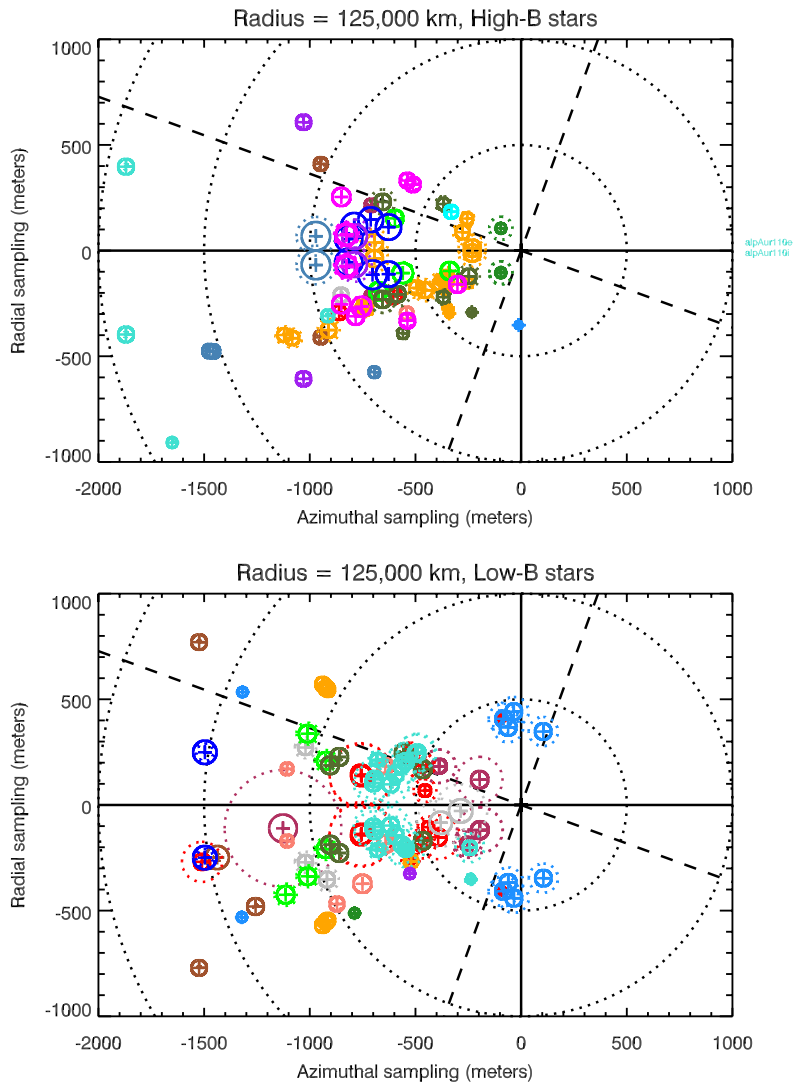 Radius = 125,000 km, High-B stars
1000
500
0
-500
-1000
Radial sampling (meters)
alpAur110e
alpAur119i
-2000 -1500 -1000 -500 0 500 1000
Azimuthal sampling (meters)
Radius = 125,000 km, Low-B stars
1000
500
0
-500
-1000
Radial sampling (meters)
-2000 -1500 -1000 -500 0 500 1000
Azimuthal sampling (meters)